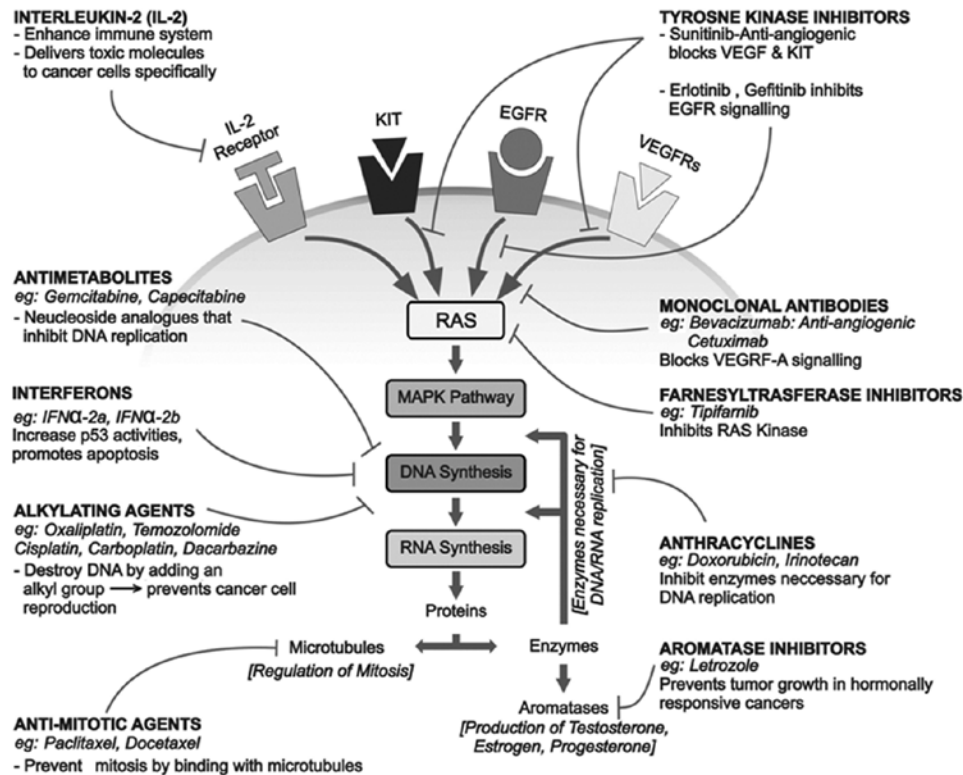 INTERLEUKIN-2 (IL-2)
- Enhance immune system
- Delivers toxic molecules
to cancer cells specifically
TYROSNE KINASE INHIBITORS
- Sunitinib-Anti-angiogenic
blocks VEGF & KIT
- Erlotinib , Gefitinib inhibits
EGFR signalling
IL-2
Receptor
KIT
EGFR
VEGFRs
ANTIMETABOLITES
eg: Gemcitabine, Capecitabine
- Neucleoside analogues that
inhibit DNA replication
RAS
MONOCLONAL ANTIBODIES
eg: Bevacizumab: Anti-angiogenic
Cetuximab
Blocks VEGRF-A signalling
INTERFERONS
eg: IFNα-2a, IFNα-2b
Increase p53 activities,
promotes apoptosis
MAPK Pathway
FARNESYLTRASFERASE INHIBITORS
eg: Tipifarnib
Inhibits RAS Kinase
DNA Synthesis
[Enzymes necessary for
DNA/RNA replication]
ALKYLATING AGENTS
eg: Oxaliplatin, Temozolomide
Cisplatin, Carboplatin, Dacarbazine
- Destroy DNA by adding an
alkyl group → prevents cancer cell
reproduction
RNA Synthesis
ANTHRACYCLINES
eg: Doxorubicin, Irinotecan
Inhibit enzymes neccessary for
DNA replication
Proteins
Microtubules
[Regulation of Mitosis]
Enzymes
AROMATASE INHIBITORS
eg: Letrozole
Prevents tumor growth in hormonally
responsive cancers
Aromatases
[Production of Testosterone,
Estrogen, Progesterone]
ANTI-MITOTIC AGENTS
eg: Paclitaxel, Docetaxel
- Prevent mitosis by binding with microtubules